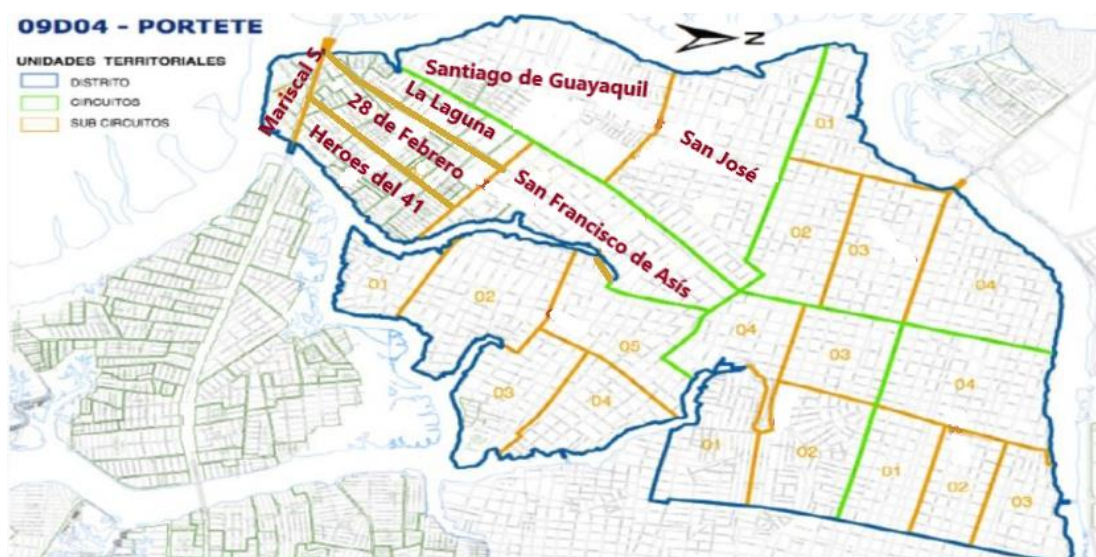 09D04 - PORTETE
UNIDADES TERRITORIALES
DISTRITO
CIRCUITOS
SUB CIRCUITOS
N
Mariscal S.
Santiago de Guayaquil
La Laguna
28 de Febrero
Heroes del 41
San José
San Francisco de Asís
01
02
03
04
01
02
03
04
05
04
03
01
02
04
01
02
03